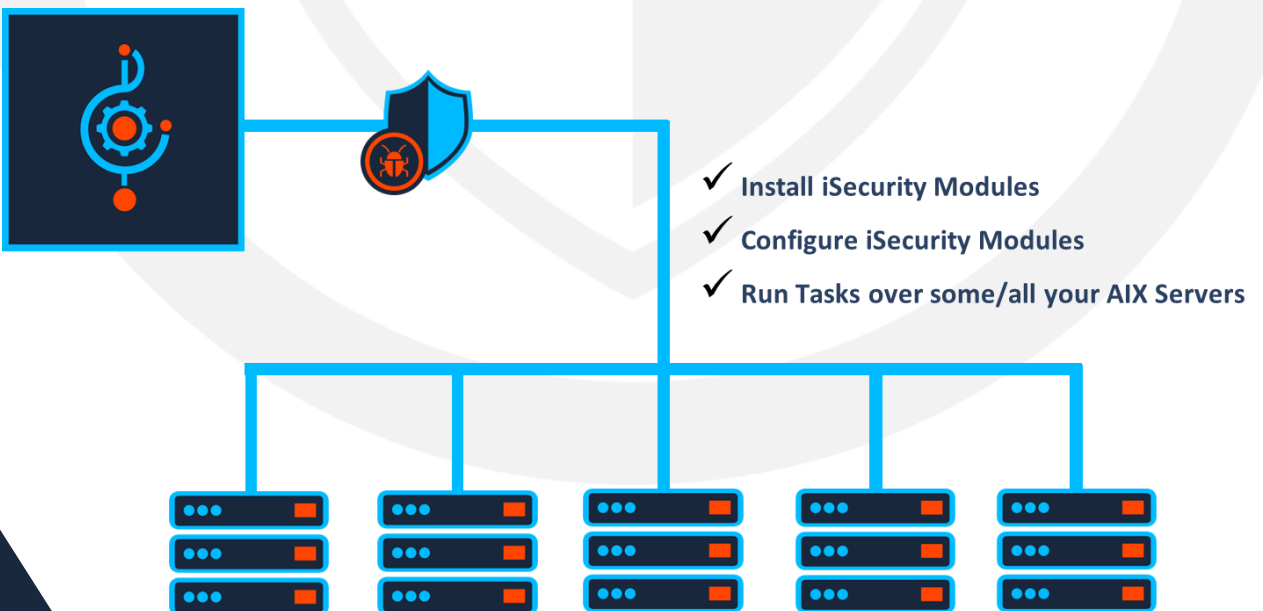 ✓ Install iSecurity Modules
✓ Configure iSecurity Modules
✓ Run Tasks over some/all your AIX Servers